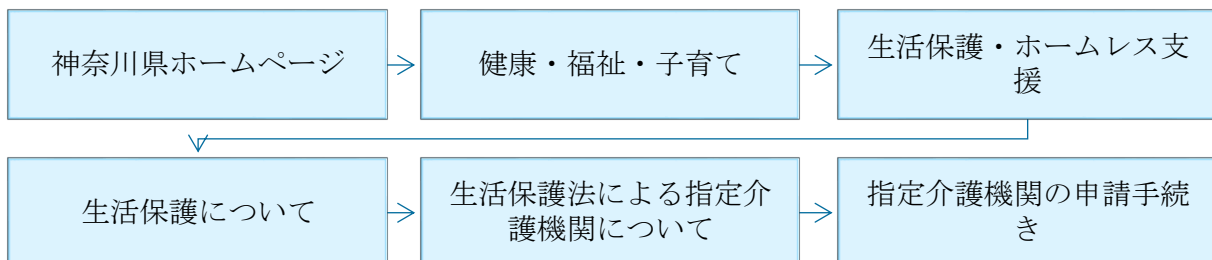 神奈川県ホームページ
健康・福祉・子育て
生活保護・ホームレス支
援
生活保護について
生活保護法による指定介
護機関について
指定介護機関の申請手続
き